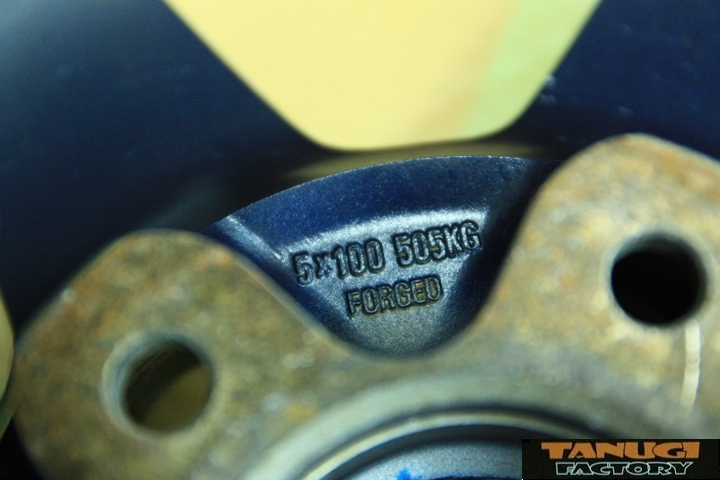 5×100 505KG
FORGED
TANUGI
FACTORY